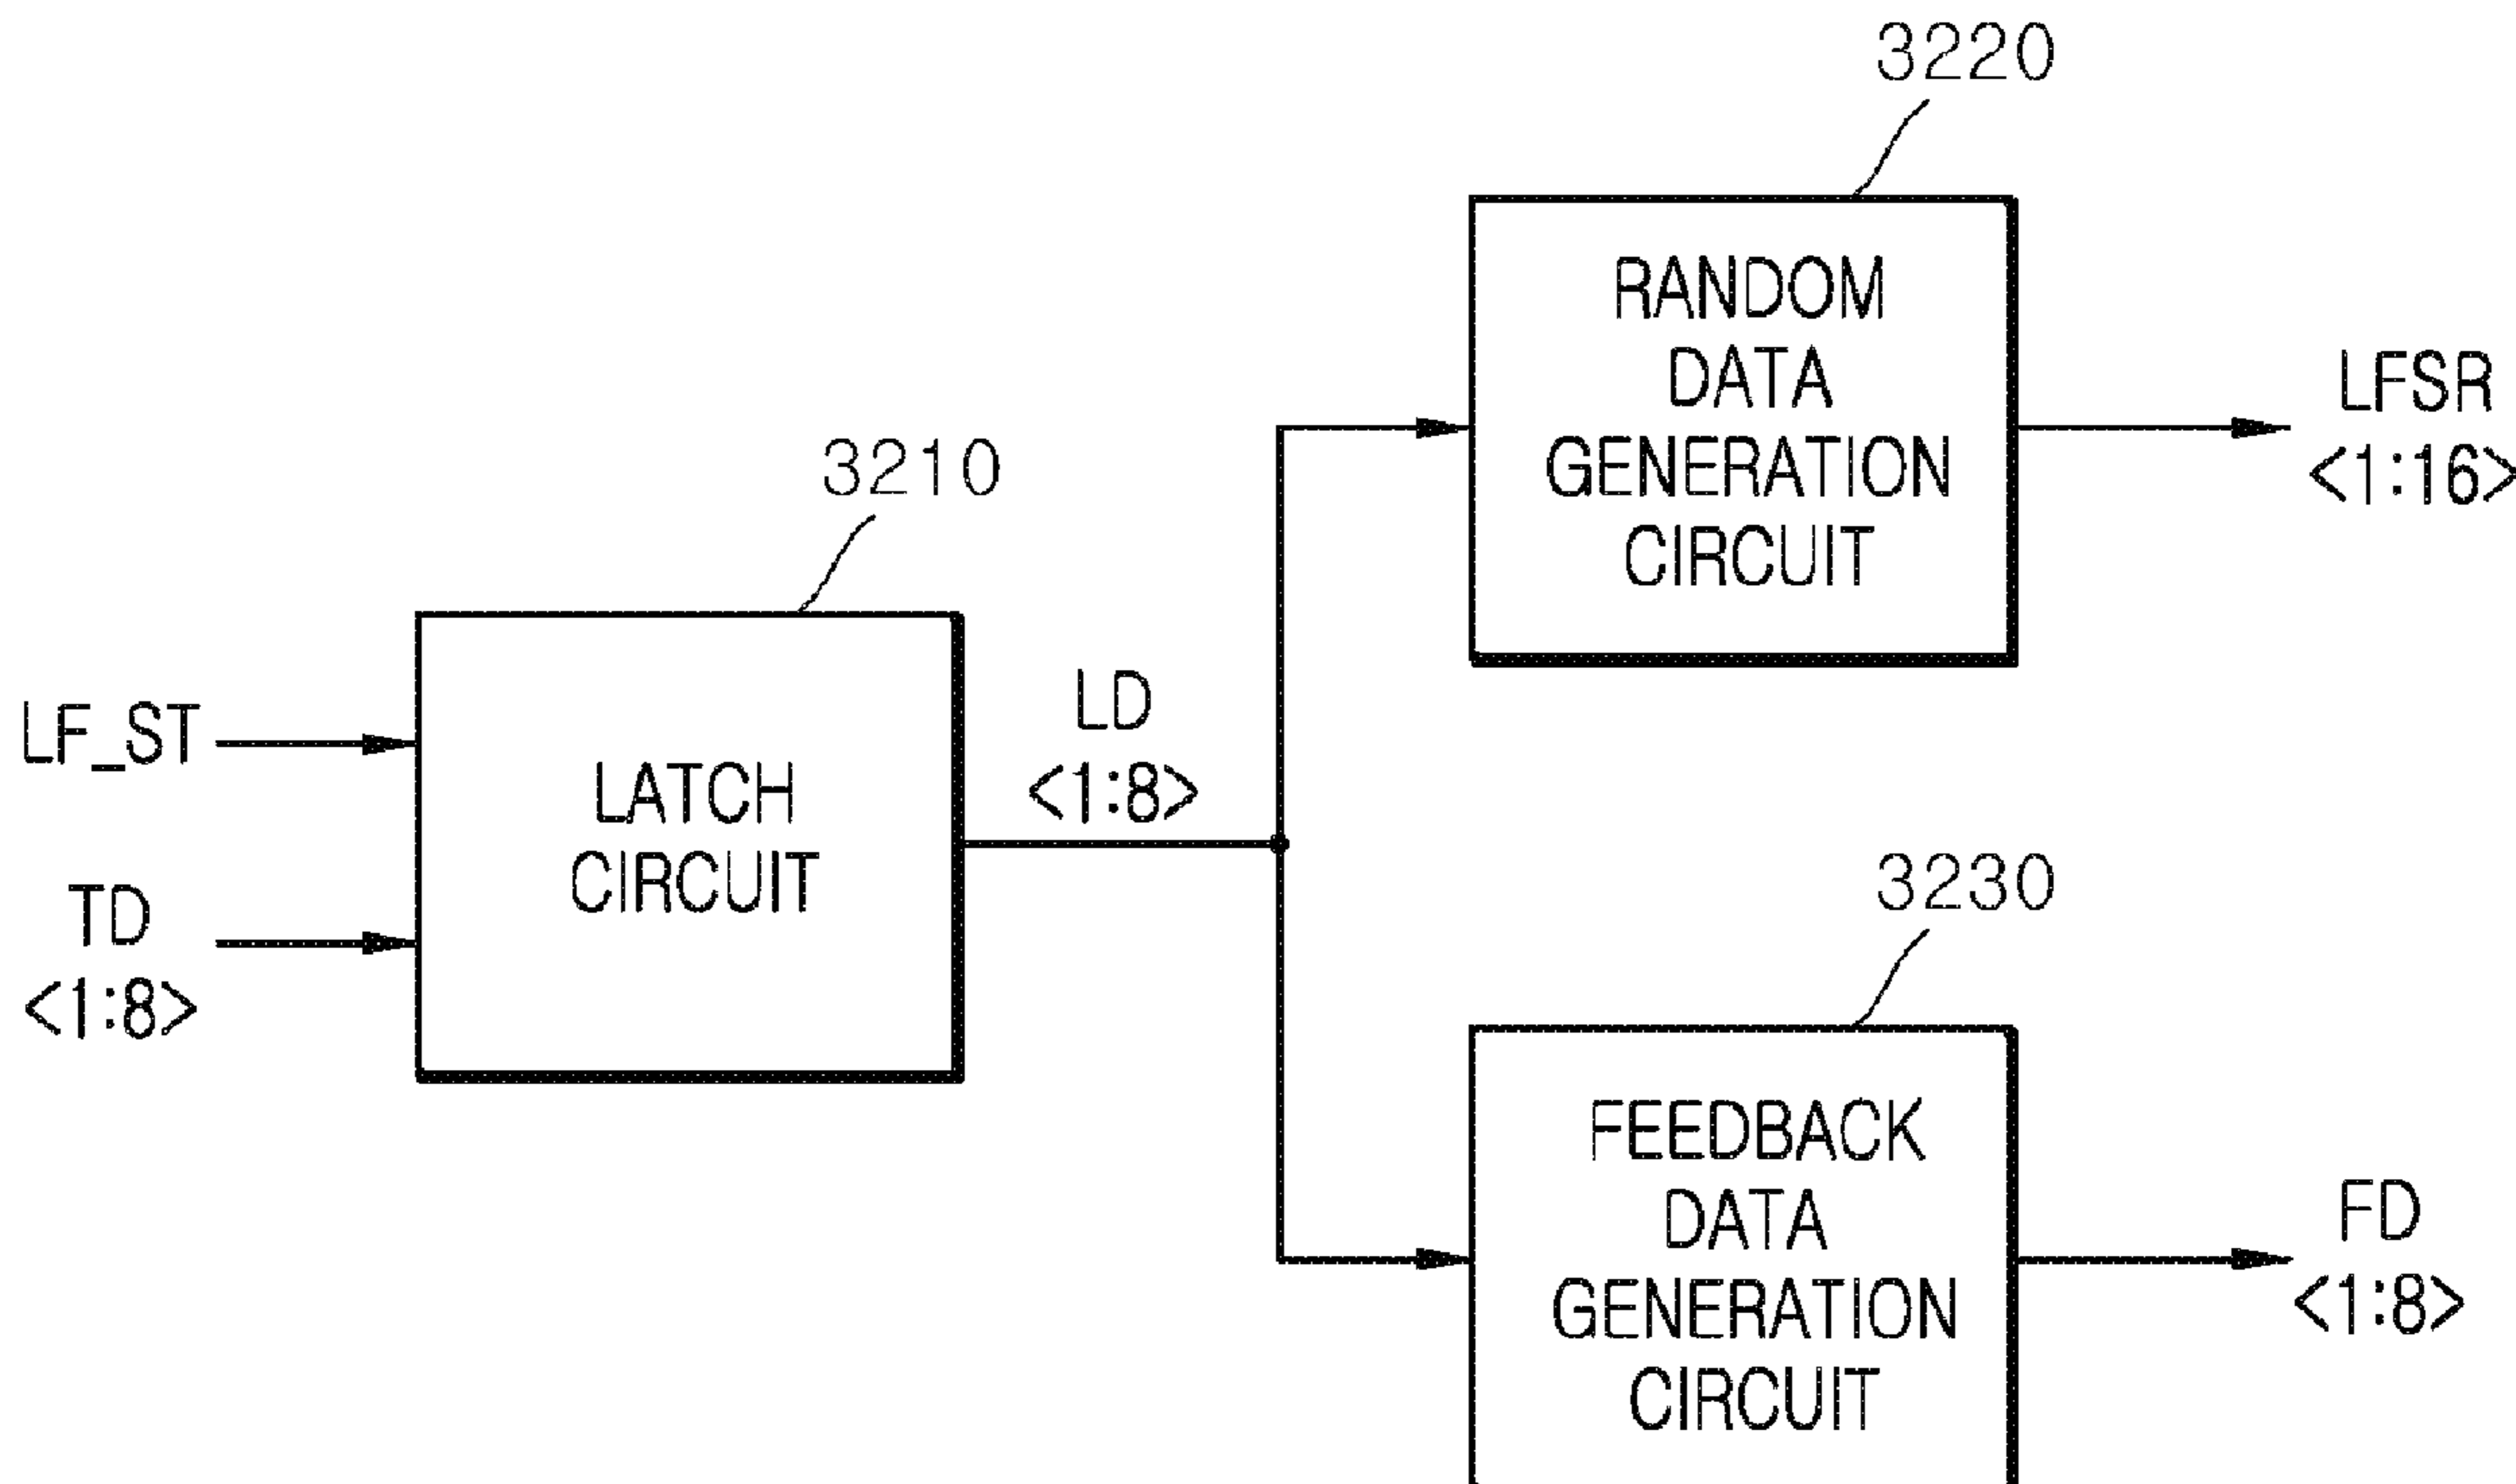 3220
RANDOM
DATA
GENERATION
CIRCUIT
LFSR
<1:16>
3210
LF_ST
TD
<1:8>
LATCH
CIRCUIT
LD
<1:8>
3230
FEEDBACK
DATA
GENERATION
CIRCUIT
FD
<1:8>